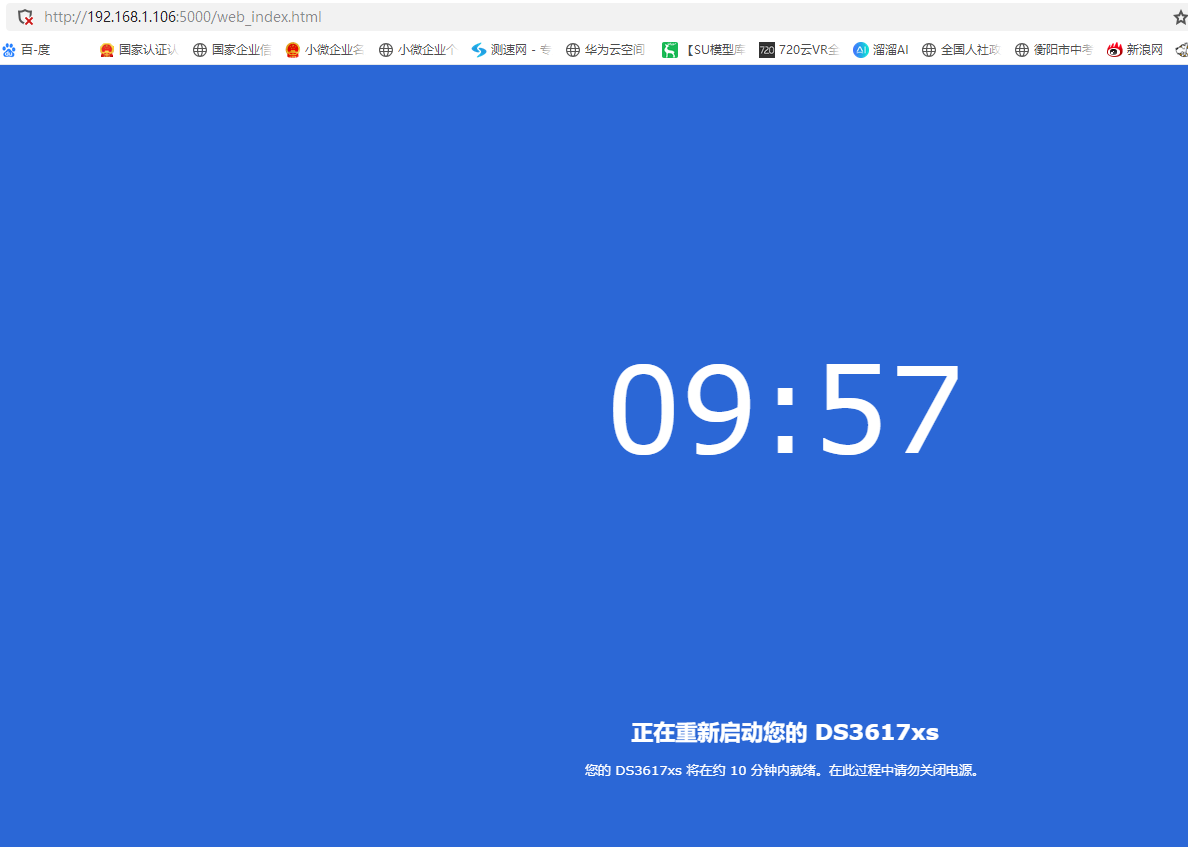 http://192.168.1.106:5000/web_index.html
百-度 国家认证认 国家企业信 小微企业名 小微企业个 测速网 - 专 华为云空间 【SU模型库 720 720云VR全 AI 溜溜AI 全国人社政 衡阳市中考 新浪网
09:57
正在重新启动您的 DS3617xs
您的 DS3617xs 将在约 10 分钟内就绪。在此过程中请勿关闭电源。